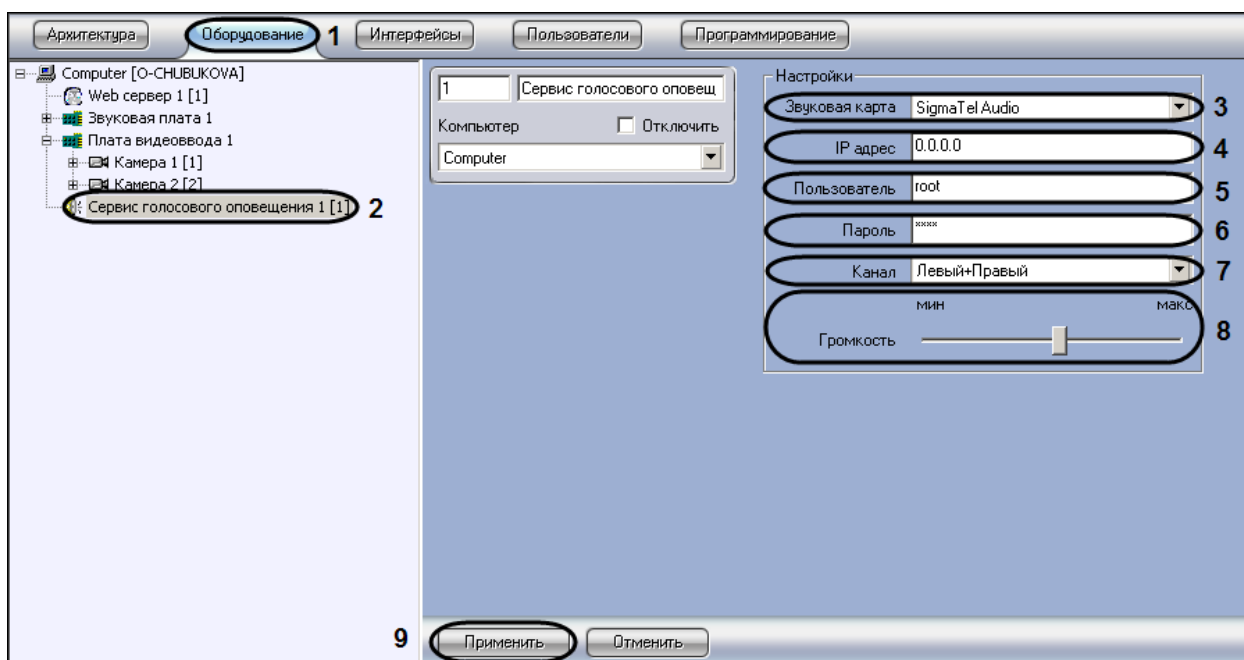 Архитектура
Оборудование
1
Интерфейсы
Пользователи
Программирование
Computer [O-CHUBUKOVA]
Web сервер 1 [1]
Звуковая плата 1
Плата видеоввода 1
Камера 1 [1]
Камера 2 [2]
Сервис голосового оповещения 1 [1]
2
1
Сервис голосового оповещ
Компьютер
Отключить
Computer
Настройки
Звуковая карта
SigmaTel Audio
3
IP адрес
0.0.0.0
4
Пользователь
root
5
Пароль
××××
6
Канал
Левый+Правый
7
мин
макс
Громкость
8
9
Применить
Отменить